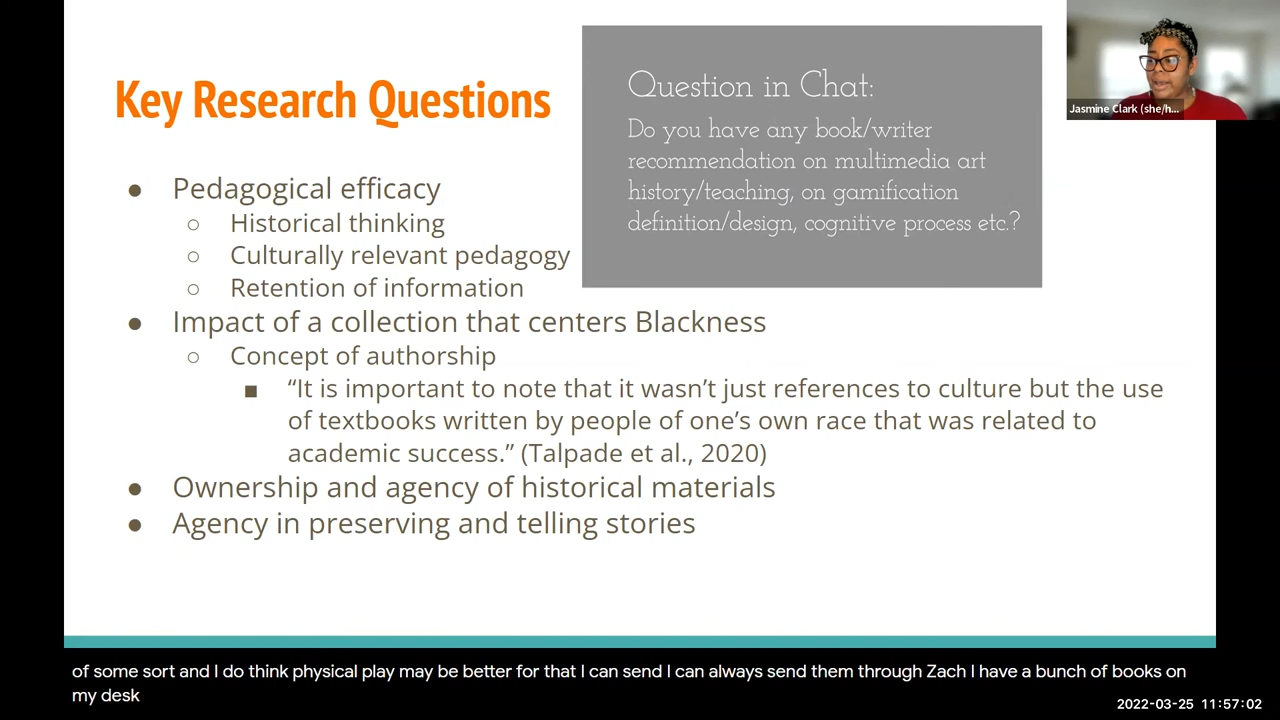 Key Research Questions
Question in Chat:
Do you have any book/writer
recommendation on multimedia art
history/teaching, on gamification
definition/design, cognitive process etc.?
Jasmine Clark (she/h...
● Pedagogical efficacy
○ Historical thinking
○ Culturally relevant pedagogy
○ Retention of information
● Impact of a collection that centers Blackness
○ Concept of authorship
■ “It is important to note that it wasn’t just references to culture but the use
of textbooks written by people of one’s own race that was related to
academic success.” (Talpade et al., 2020)
● Ownership and agency of historical materials
● Agency in preserving and telling stories
of some sort and I do think physical play may be better for that I can send I can always send them through Zach I have a bunch of books on
my desk
2022-03-25 11:57:02